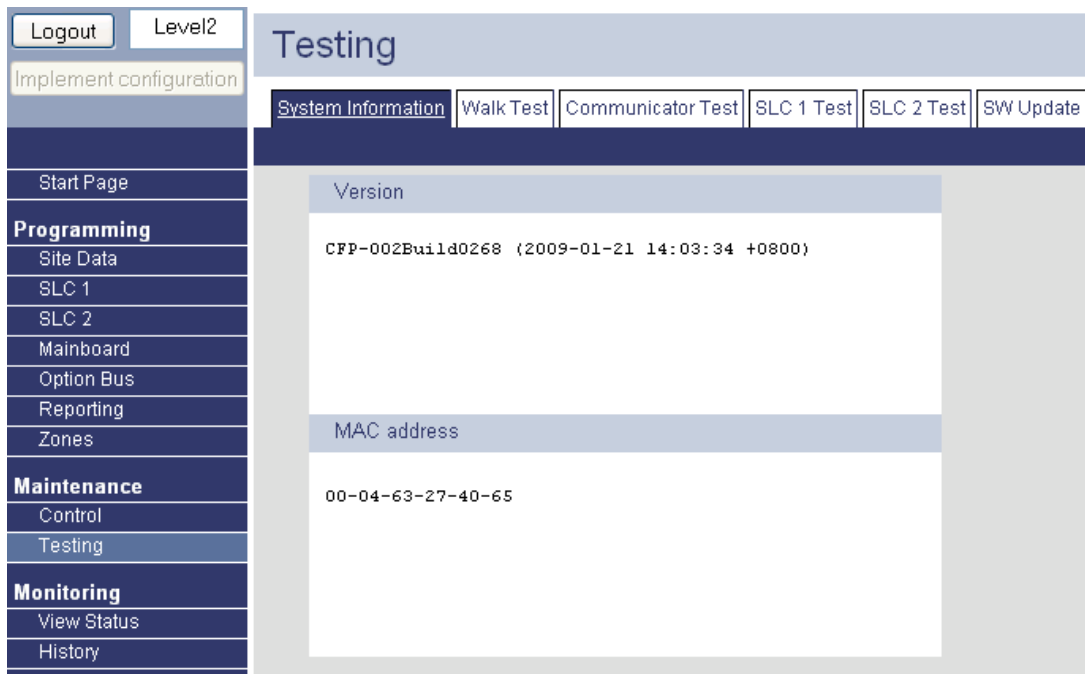 Logout
Level2
Implement configuration
Start Page
Programming
Site Data
SLC 1
SLC 2
Mainboard
Option Bus
Reporting
Zones
Maintenance
Control
Testing
Monitoring
View Status
History
Testing
System Information
Walk Test
Communicator Test
SLC 1 Test
SLC 2 Test
SW Update
Version
CFP-002Build0268 (2009-01-21 14:03:34 +0800)
MAC address
00-04-63-27-40-65